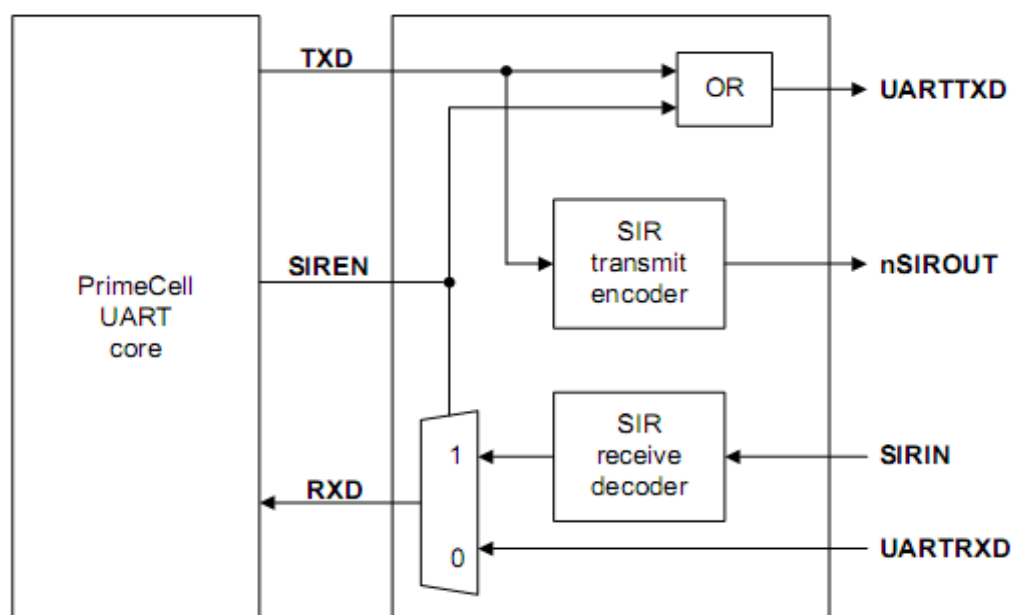 TXD
OR
UARTTXD
SIR
transmit
encoder
nSIROUT
SIREN
PrimeCell
UART
core
SIR
receive
decoder
1
SIRIN
RXD
0
UARTRXD